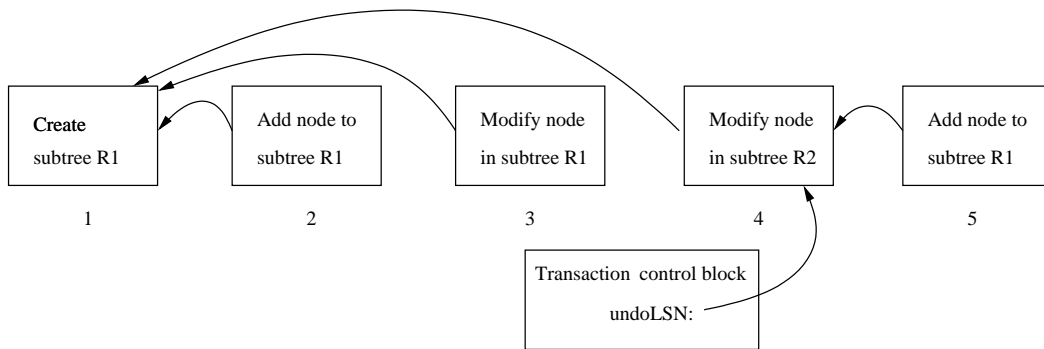 Create
subtree R1
Add node to
subtree R1
Modify node
in subtree R1
Modify node
in subtree R2
Add node to
subtree R1
1
2
3
4
5
Transaction control block
undoLSN: